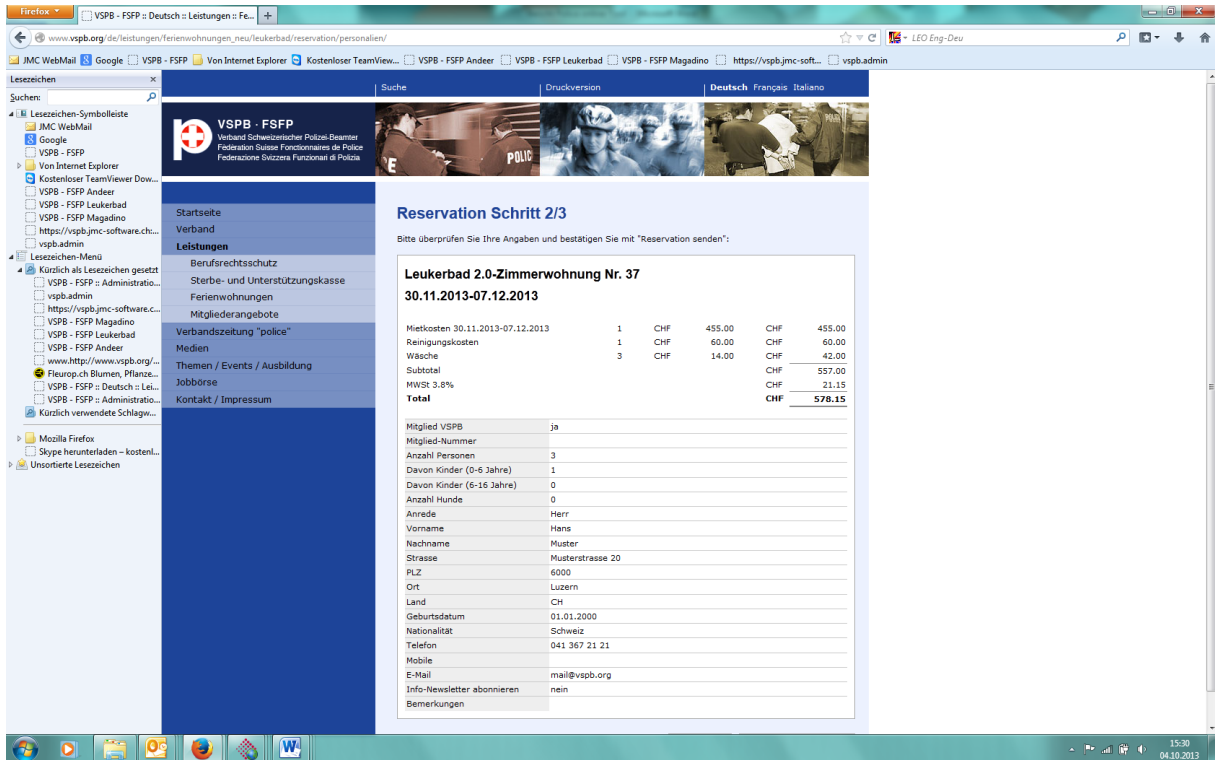 Firefox
VSPB - FSFP :: Deutsch :: Leistungen :: Fe...
www.vspb.org/de/leistungen/ferienwohnungen_neu/leukerbad/reservation/personalien/
LEO Eng-Deu
JMC WebMail Google VSPB - FSFP Von Internet Explorer Kostenloser TeamView... VSPB - FSFP Andeer VSPB - FSFP Leukerbad VSPB - FSFP Magadino https://vspb.jmc-soft... vspb.admin
Lesezeichen
Suchen:
Lesezeichen-Symbolleiste
JMC WebMail
Google
VSPB - FSFP
Von Internet Explorer
Kostenloser TeamViewer Dow...
VSPB - FSFP Andeer
VSPB - FSFP Leukerbad
VSPB - FSFP Magadino
https://vspb.jmc-software.ch:...
vspb.admin
Lesezeichen-Menü
Kürzlich als Lesezeichen gesetzt
VSPB - FSFP :: Administratio...
vspb.admin
https://vspb.jmc-software.c...
VSPB - FSFP Magadino
VSPB - FSFP Leukerbad
VSPB - FSFP Andeer
www.http://www.vspb.org/...
Fleurop.ch Blumen, Pflanze...
VSPB - FSFP :: Deutsch :: Lei...
VSPB - FSFP :: Administratio...
Kürzlich verwendete Schlagw...
Mozilla Firefox
Skype herunterladen – kostenl...
Unsortierte Lesezeichen
Suche
Druckversion
Deutsch Français Italiano
VSPB · FSFP
Verband Schweizerischer Polizei-Beamter
Fédération Suisse Fonctionnaires de Police
Federazione Svizzera Funzionari di Polizia
POLIC
Startseite
Verband
Leistungen
Berufsrechtsschutz
Sterbe- und Unterstützungskasse
Ferienwohnungen
Mitgliederangebote
Verbandszeitung "police"
Medien
Themen / Events / Ausbildung
Jobbörse
Kontakt / Impressum
Reservation Schritt 2/3
Bitte überprüfen Sie Ihre Angaben und bestätigen Sie mit "Reservation senden":
Leukerbad 2.0-Zimmerwohnung Nr. 37
30.11.2013-07.12.2013
Mietkosten 30.11.2013-07.12.2013 1 CHF 455.00 CHF 455.00
Reinigungskosten 1 CHF 60.00 CHF 60.00
Wäsche 3 CHF 14.00 CHF 42.00
Subtotal CHF 557.00
MWSt 3.8% CHF 21.15
Total CHF 578.15
Mitglied VSPB ja
Mitglied-Nummer
Anzahl Personen 3
Davon Kinder (0-6 Jahre) 1
Davon Kinder (6-16 Jahre) 0
Anzahl Hunde 0
Anrede Herr
Vorname Hans
Nachname Muster
Strasse Musterstrasse 20
PLZ 6000
Ort Luzern
Land CH
Geburtsdatum 01.01.2000
Nationalität Schweiz
Telefon 041 367 21 21
Mobile
E-Mail mail@vspb.org
Info-Newsletter abonnieren nein
Bemerkungen
15:30
04.10.2013